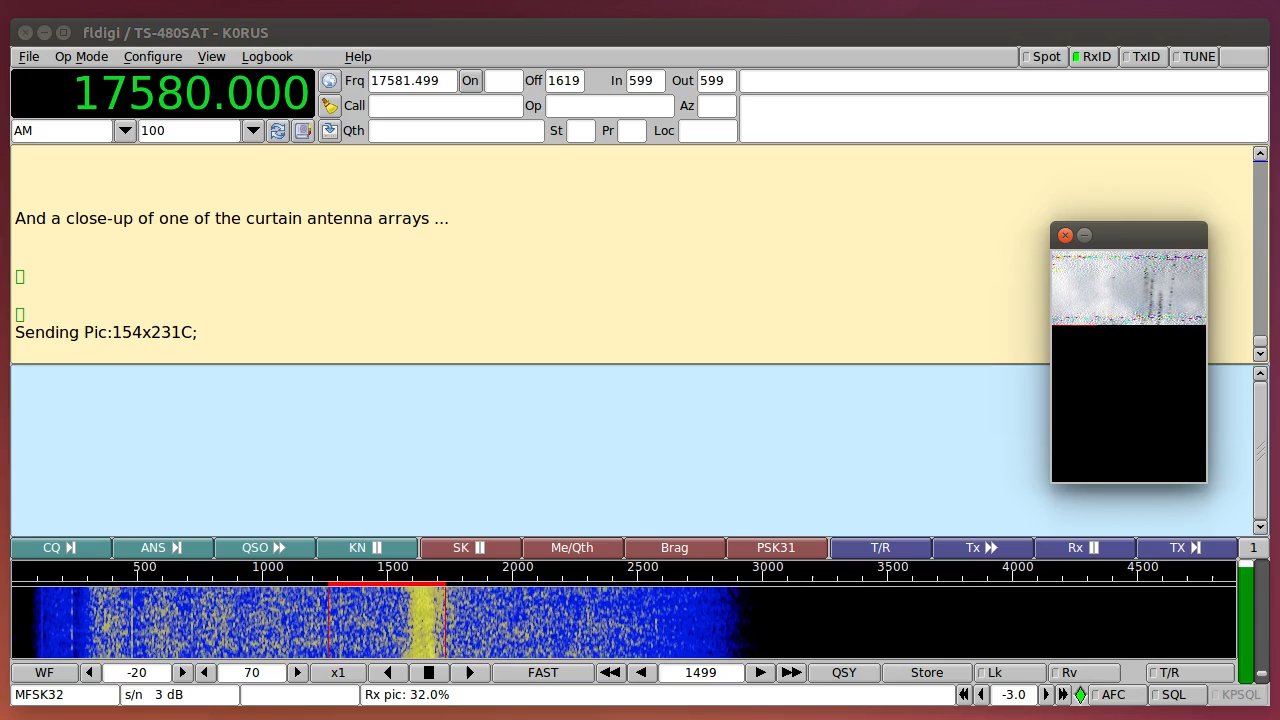 fldigi / TS-480SAT - K0RUS
File Op Mode Configure View Logbook Help Spot RxID TxID TUNE
17580.000 Frq 17581.499 On Off 1619 In 599 Out 599
Call Op Az
AM 100 Qth St Pr Loc
And a close-up of one of the curtain antenna arrays ...
Sending Pic:154x231C;
CQ ANS QSO KN SK Me/Qth Brag PSK31 T/R Tx Rx TX 1
500 1000 1500 2000 2500 3000 3500 4000 4500
WF -20 70 x1 FAST 1499 QSY Store Lk Rv T/R
MFSK32 s/n 3 dB Rx pic: 32.0% -3.0 AFC SQL KPSQL